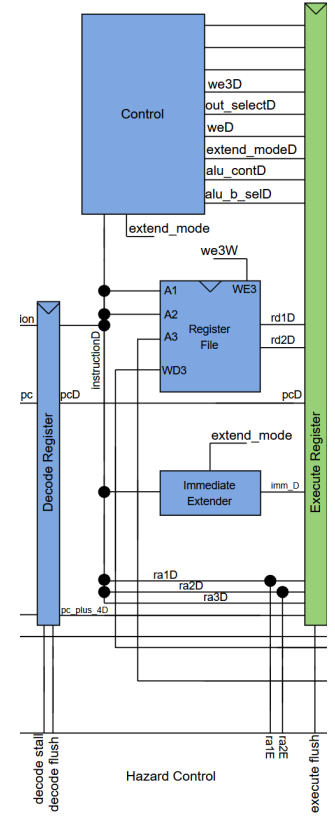 Control
we3D
out_selectD
weD
extend_modeD
alu_contD
alu_b_selD
extend_mode
we3W
A1
WE3
A2
Register
File
A3
WD3
rd1D
rd2D
ion
instructionD
pc
pcD
pcD
Decode Register
Execute Register
extend_mode
Immediate
Extender
imm_D
ra1D
ra2D
ra3D
pc_plus_4D
decode stall
decode flush
Hazard Control
ra1E
ra2E
execute flush